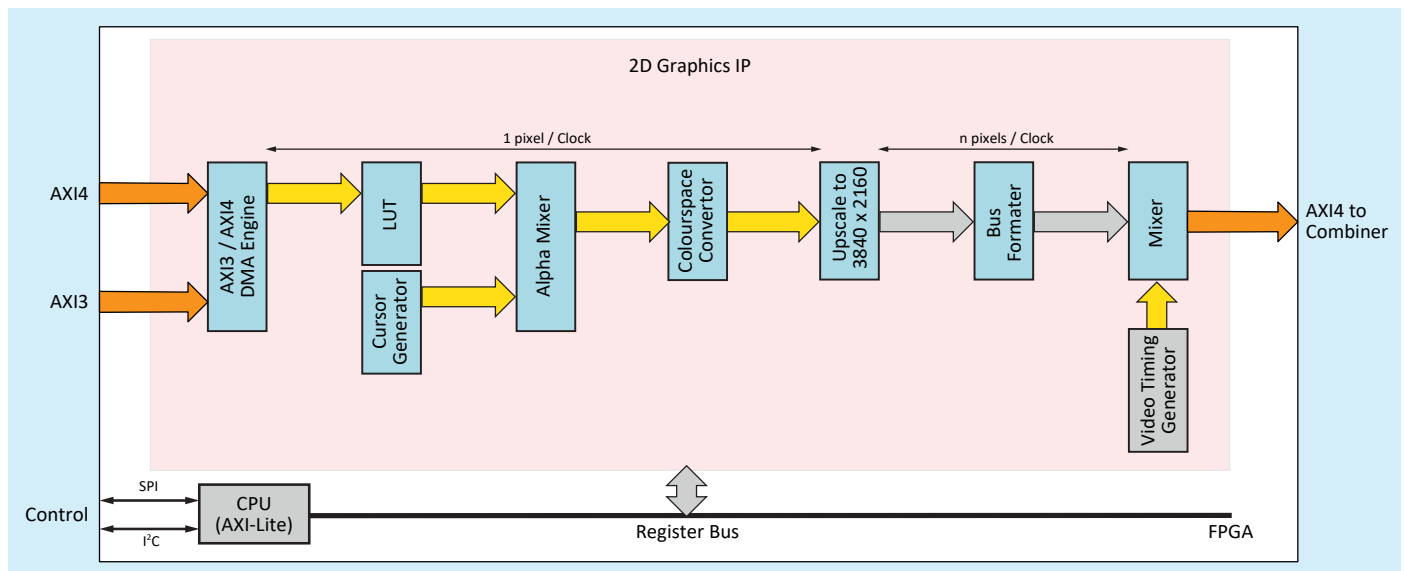 2D Graphics IP
1 pixel / Clock
n pixels / Clock
AXI4
AXI3
AXI3 / AXI4
DMA Engine
LUT
Cursor
Generator
Alpha Mixer
Colourspace
Convertor
Upscale to
3840 x 2160
Bus
Formater
Mixer
Video Timing
Generator
AXI4 to
Combiner
Control
SPI
I²C
CPU
(AXI-Lite)
Register Bus
FPGA